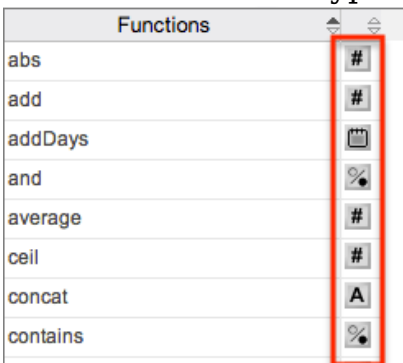 Functions
abs #
add #
addDays
and
average #
ceil #
concat A
contains